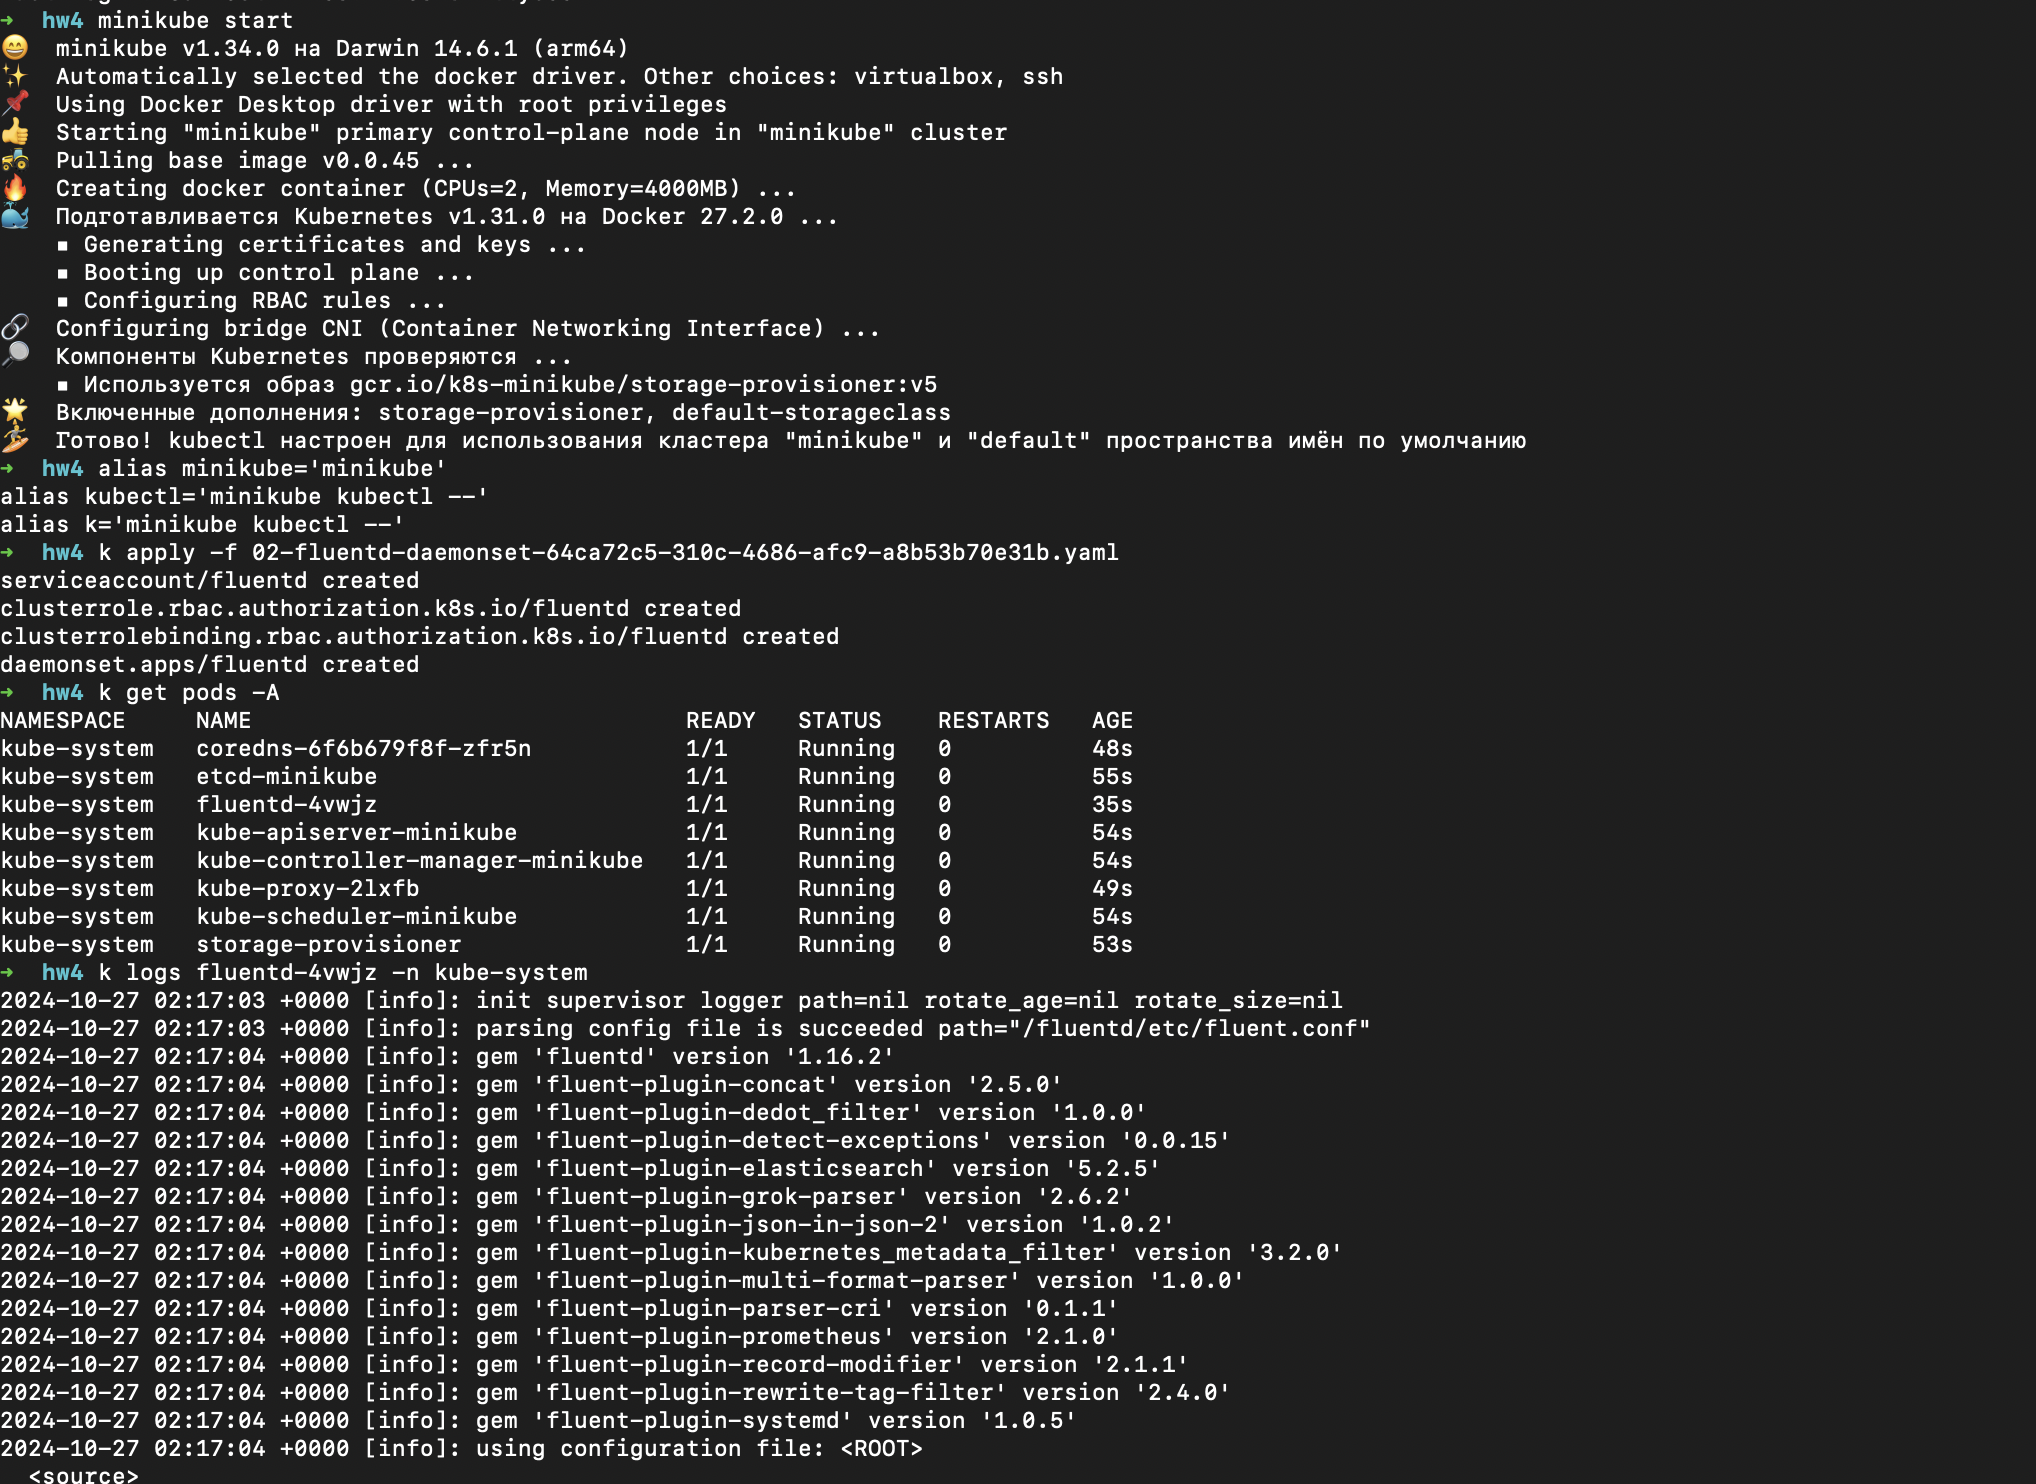 ➜  hw4 minikube start
😄  minikube v1.34.0 на Darwin 14.6.1 (arm64)
✨  Automatically selected the docker driver. Other choices: virtualbox, ssh
📌  Using Docker Desktop driver with root privileges
👍  Starting "minikube" primary control-plane node in "minikube" cluster
🚜  Pulling base image v0.0.45 ...
🔥  Creating docker container (CPUs=2, Memory=4000MB) ...
🐳  Подготавливается Kubernetes v1.31.0 на Docker 27.2.0 ...
    ▪ Generating certificates and keys ...
    ▪ Booting up control plane ...
    ▪ Configuring RBAC rules ...
🔗  Configuring bridge CNI (Container Networking Interface) ...
🔎  Компоненты Kubernetes проверяются ...
    ▪ Используется образ gcr.io/k8s-minikube/storage-provisioner:v5
🌟  Включенные дополнения: storage-provisioner, default-storageclass
🏄  Готово! kubectl настроен для использования кластера "minikube" и "default" пространства имён по умолчанию
➜  hw4 alias minikube='minikube'
alias kubectl='minikube kubectl --'
alias k='minikube kubectl --'
➜  hw4 k apply -f 02-fluentd-daemonset-64ca72c5-310c-4686-afc9-a8b53b70e31b.yaml
serviceaccount/fluentd created
clusterrole.rbac.authorization.k8s.io/fluentd created
clusterrolebinding.rbac.authorization.k8s.io/fluentd created
daemonset.apps/fluentd created
➜  hw4 k get pods -A
NAMESPACE     NAME                               READY   STATUS    RESTARTS   AGE
kube-system   coredns-6f6b679f8f-zfr5n           1/1     Running   0          48s
kube-system   etcd-minikube                      1/1     Running   0          55s
kube-system   fluentd-4vwjz                      1/1     Running   0          35s
kube-system   kube-apiserver-minikube            1/1     Running   0          54s
kube-system   kube-controller-manager-minikube   1/1     Running   0          54s
kube-system   kube-proxy-2lxfb                   1/1     Running   0          49s
kube-system   kube-scheduler-minikube            1/1     Running   0          54s
kube-system   storage-provisioner                1/1     Running   0          53s
➜  hw4 k logs fluentd-4vwjz -n kube-system
2024-10-27 02:17:03 +0000 [info]: init supervisor logger path=nil rotate_age=nil rotate_size=nil
2024-10-27 02:17:03 +0000 [info]: parsing config file is succeeded path="/fluentd/etc/fluent.conf"
2024-10-27 02:17:04 +0000 [info]: gem 'fluentd' version '1.16.2'
2024-10-27 02:17:04 +0000 [info]: gem 'fluent-plugin-concat' version '2.5.0'
2024-10-27 02:17:04 +0000 [info]: gem 'fluent-plugin-dedot_filter' version '1.0.0'
2024-10-27 02:17:04 +0000 [info]: gem 'fluent-plugin-detect-exceptions' version '0.0.15'
2024-10-27 02:17:04 +0000 [info]: gem 'fluent-plugin-elasticsearch' version '5.2.5'
2024-10-27 02:17:04 +0000 [info]: gem 'fluent-plugin-grok-parser' version '2.6.2'
2024-10-27 02:17:04 +0000 [info]: gem 'fluent-plugin-json-in-json-2' version '1.0.2'
2024-10-27 02:17:04 +0000 [info]: gem 'fluent-plugin-kubernetes_metadata_filter' version '3.2.0'
2024-10-27 02:17:04 +0000 [info]: gem 'fluent-plugin-multi-format-parser' version '1.0.0'
2024-10-27 02:17:04 +0000 [info]: gem 'fluent-plugin-parser-cri' version '0.1.1'
2024-10-27 02:17:04 +0000 [info]: gem 'fluent-plugin-prometheus' version '2.1.0'
2024-10-27 02:17:04 +0000 [info]: gem 'fluent-plugin-record-modifier' version '2.1.1'
2024-10-27 02:17:04 +0000 [info]: gem 'fluent-plugin-rewrite-tag-filter' version '2.4.0'
2024-10-27 02:17:04 +0000 [info]: gem 'fluent-plugin-systemd' version '1.0.5'
2024-10-27 02:17:04 +0000 [info]: using configuration file: <ROOT>
  <source>